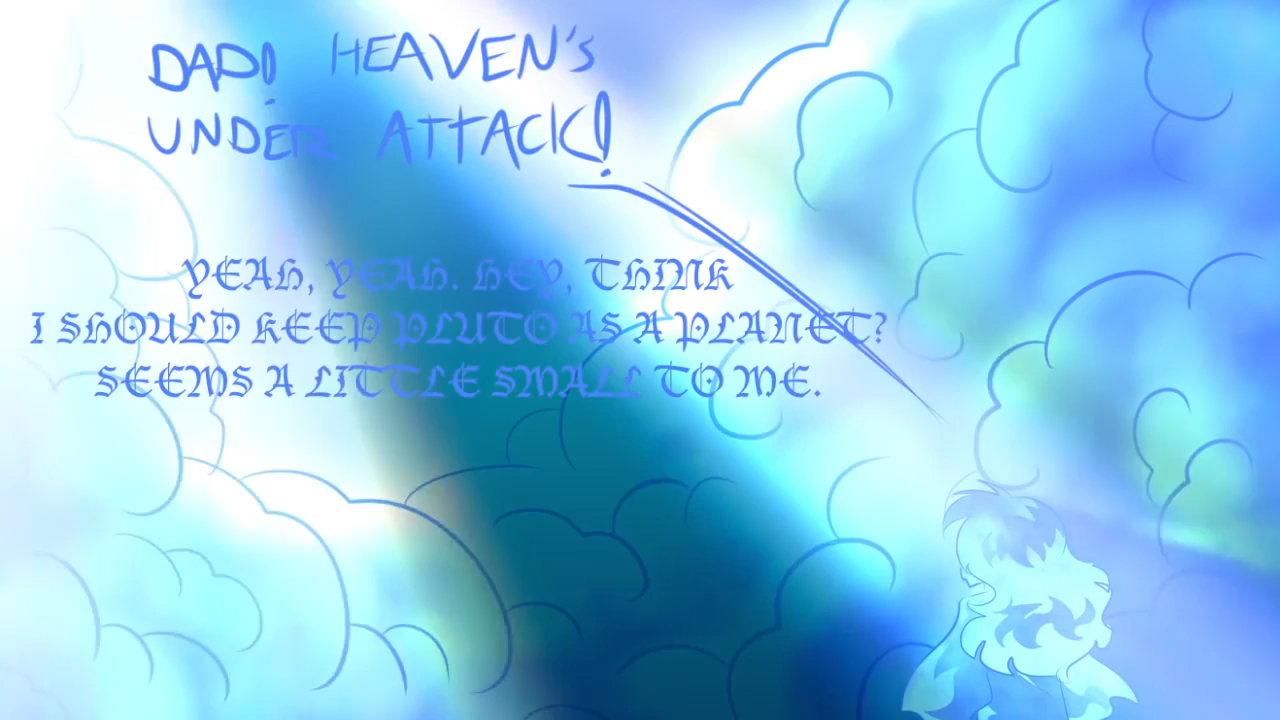 DAD! HEAVEN'S
UNDER ATTACK!
YEAH, YEAH. HEY, THINK
I SHOULD KEEP PLUTO AS A PLANET?
SEEMS A LITTLE SMALL TO ME.